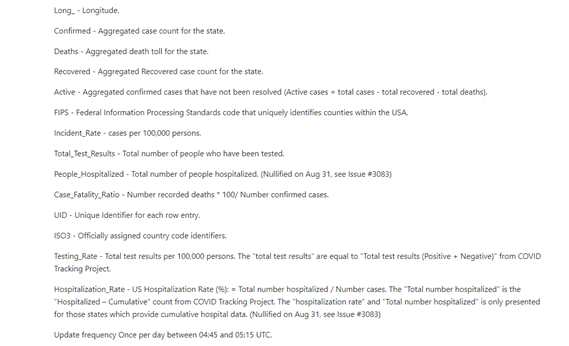 Long_ - Longitude.
Confirmed - Aggregated case count for the state.
Deaths - Aggregated death toll for the state.
Recovered - Aggregated Recovered case count for the state.
Active - Aggregated confirmed cases that have not been resolved (Active cases = total cases - total recovered - total deaths).
FIPS - Federal Information Processing Standards code that uniquely identifies counties within the USA.
Incident_Rate - cases per 100,000 persons.
Total_Test_Results - Total number of people who have been tested.
People_Hospitalized - Total number of people hospitalized. (Nullified on Aug 31, see Issue #3083)
Case_Fatality_Ratio - Number recorded deaths * 100/ Number confirmed cases.
UID - Unique Identifier for each row entry.
ISO3 - Officially assigned country code identifiers.
Testing_Rate - Total test results per 100,000 persons. The "total test results" are equal to "Total test results (Positive + Negative)" from COVID
Tracking Project.
Hospitalization_Rate - US Hospitalization Rate (%): = Total number hospitalized / Number cases. The "Total number hospitalized" is the
"Hospitalized – Cumulative" count from COVID Tracking Project. The "hospitalization rate" and "Total number hospitalized" is only presented
for those states which provide cumulative hospital data. (Nullified on Aug 31, see Issue #3083)
Update frequency Once per day between 04:45 and 05:15 UTC.